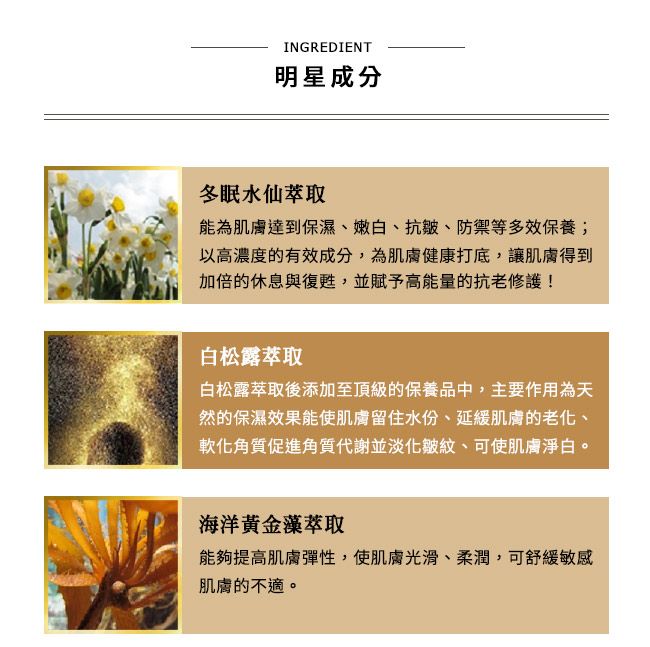 INGREDIENT
明星成分
冬眠水仙萃取
能為肌膚達到保濕、嫩白、抗皺、防禦等多效保養；
以高濃度的有效成分，為肌膚健康打底，讓肌膚得到
加倍的休息與復甦，並賦予高能量的抗老修護！
白松露萃取
白松露萃取後添加至頂級的保養品中，主要作用為天
然的保濕效果能使肌膚留住水份、延緩肌膚的老化、
軟化角質促進角質代謝並淡化皺紋、可使肌膚淨白。
海洋黃金藻萃取
能夠提高肌膚彈性，使肌膚光滑、柔潤，可舒緩敏感
肌膚的不適。